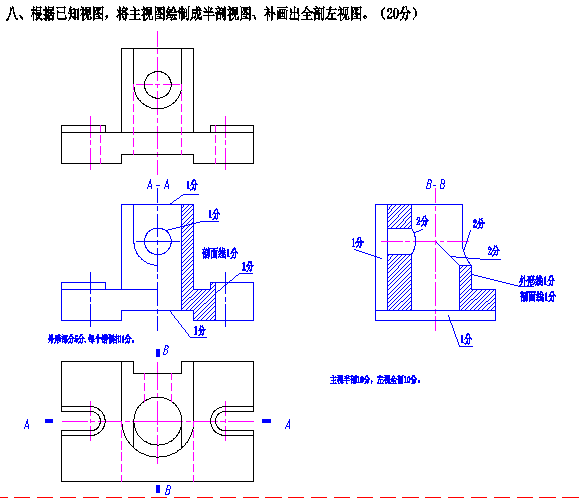 八、根据已知视图，将主视图绘制成半剖视图、补画出全剖左视图。（20分）
A - A
1分
B - B
1分
2分
2分
1分
剖面线1分
2分
1分
外形线1分
剖面线1分
1分
1分
B
主视半剖10分，左视全剖10分。
A
A
B